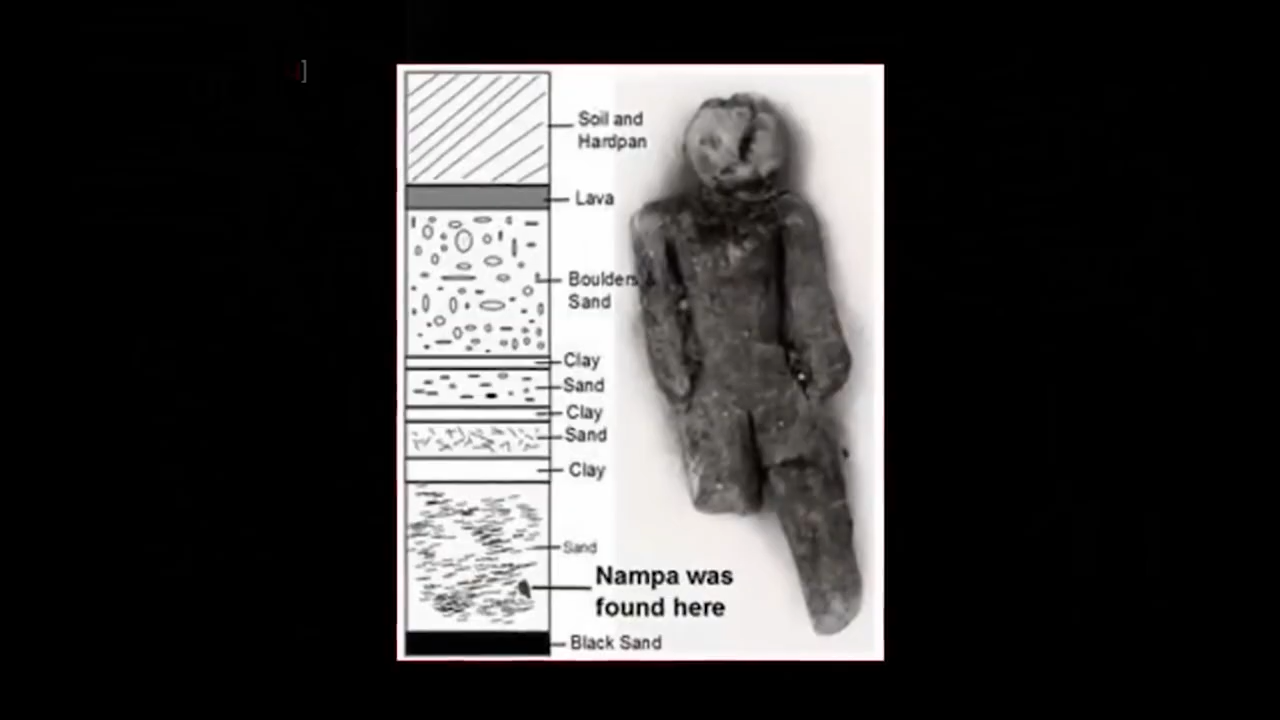 ]
Soil and
Hardpan
Lava
Boulders &
Sand
Clay
Sand
Clay
Sand
Clay
Sand
Nampa was
found here
Black Sand